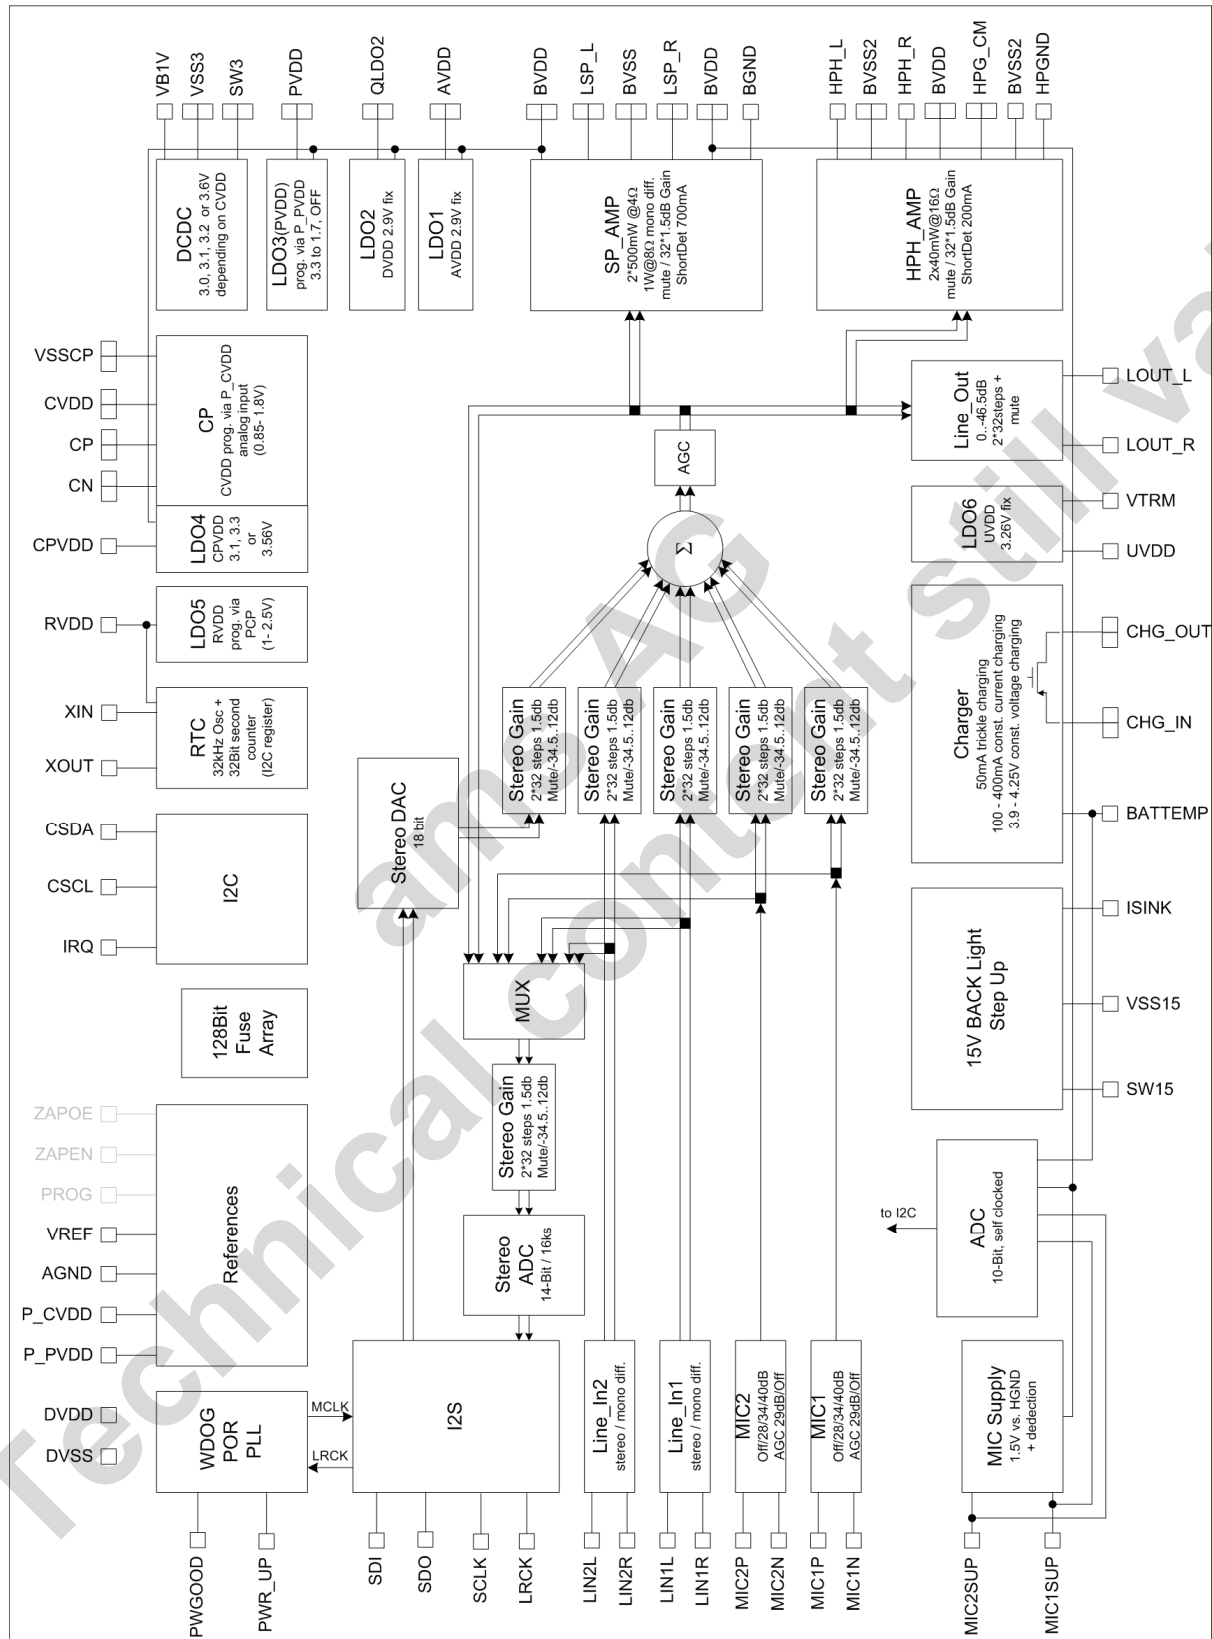 VB1V
VSS3
SW3
PVDD
QLDO2
AVDD
BVDD
LSP_L
BVSS
LSP_R
BVDD
BGND
HPH_L
BVSS2
HPH_R
BVDD
HPG_CM
BVSS2
HPGND
DCDC
3.0, 3.1, 3.2 or 3.6V
depending on CVDD
LDO3(PVDD)
prog. via P_PVDD
3.3 to 1.7, OFF
LDO2
DVDD 2.9V fix
LDO1
AVDD 2.9V fix
SP_AMP
2*500mW @4Ω
1W@8Ω mono diff.
mute / 32*1.5dB Gain
ShortDet 700mA
HPH_AMP
2x40mW@16Ω
mute / 32*1.5dB Gain
ShortDet 200mA
VSSCP
CVDD
CP
CN
CPVDD
CP
CVDD prog. via P_CVDD
analog input
(0.85- 1.8V)
LDO4
CPVDD
3.1, 3.3
or
3.56V
RVDD
LDO5
RVDD
prog. via
PCP
(1- 2.5V)
XIN
XOUT
RTC
32kHz Osc +
32Bit second
counter
(I2C register)
CSDA
CSCL
IRQ
I2C
128Bit
Fuse
Array
ZAPOE
ZAPEN
PROG
VREF
AGND
P_CVDD
P_PVDD
References
DVDD
DVSS
WDOG
POR
PLL
MCLK
LRCK
I2S
PWGOOD
PWR_UP
SDI
SDO
SCLK
LRCK
LIN2L
LIN2R
LIN1L
LIN1R
MIC2P
MIC2N
MIC1P
MIC1N
MIC2SUP
MIC1SUP
Line_Out
0..-46.5dB
2*32steps +
mute
LOUT_L
LOUT_R
AGC
Σ
LDO6
UVDD
3.26V fix
VTRM
UVDD
Charger
50mA trickle charging
100 - 400mA const. current charging
3.9 - 4.25V const. voltage charging
CHG_OUT
CHG_IN
BATTEMP
Stereo DAC
18 bit
Stereo Gain
2*32 steps 1.5db
Mute/-34.5..12db
Stereo Gain
2*32 steps 1.5db
Mute/-34.5..12db
Stereo Gain
2*32 steps 1.5db
Mute/-34.5..12db
Stereo Gain
2*32 steps 1.5db
Mute/-34.5..12db
Stereo Gain
2*32 steps 1.5db
Mute/-34.5..12db
15V BACK Light
Step Up
ISINK
VSS15
SW15
MUX
Stereo Gain
2*32 steps 1.5db
Mute/-34.5..12db
Stereo
ADC
14-Bit / 16ks
to I2C
ADC
10-Bit, self clocked
Line_In2
stereo / mono diff.
Line_In1
stereo / mono diff.
MIC2
Off/28/34/40dB
AGC 29dB/Off
MIC1
Off/28/34/40dB
AGC 29dB/Off
MIC Supply
1.5V vs. HGND
+ dedection
ams AG
Technical content still va